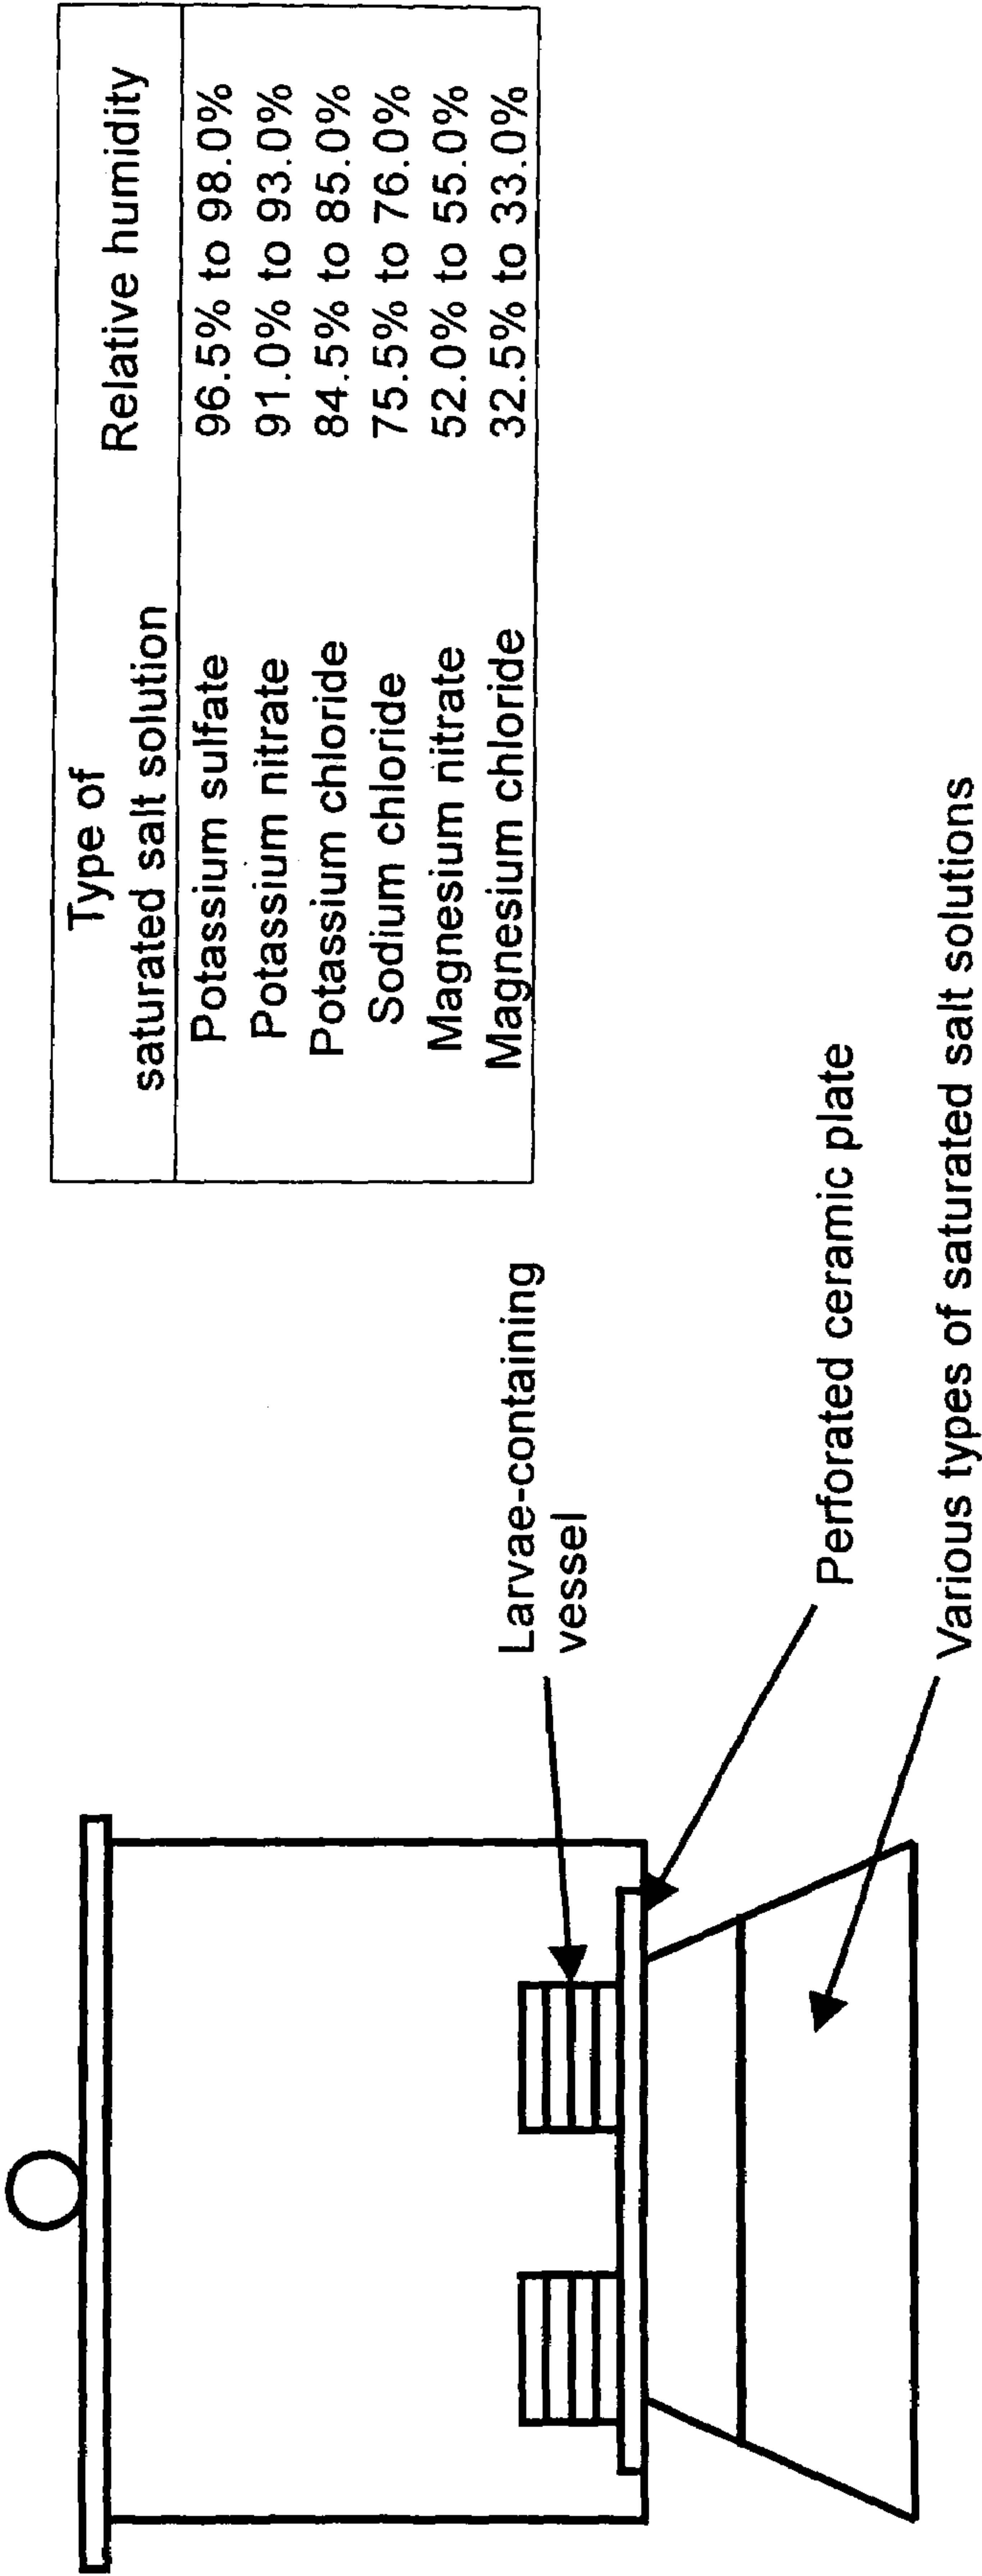 Type of
saturated salt solution Relative humidity
Potassium sulfate 96.5% to 98.0%
Potassium nitrate 91.0% to 93.0%
Potassium chloride 84.5% to 85.0%
Sodium chloride 75.5% to 76.0%
Magnesium nitrate 52.0% to 55.0%
Magnesium chloride 32.5% to 33.0%
Larvae-containing
vessel
Perforated ceramic plate
Various types of saturated salt solutions